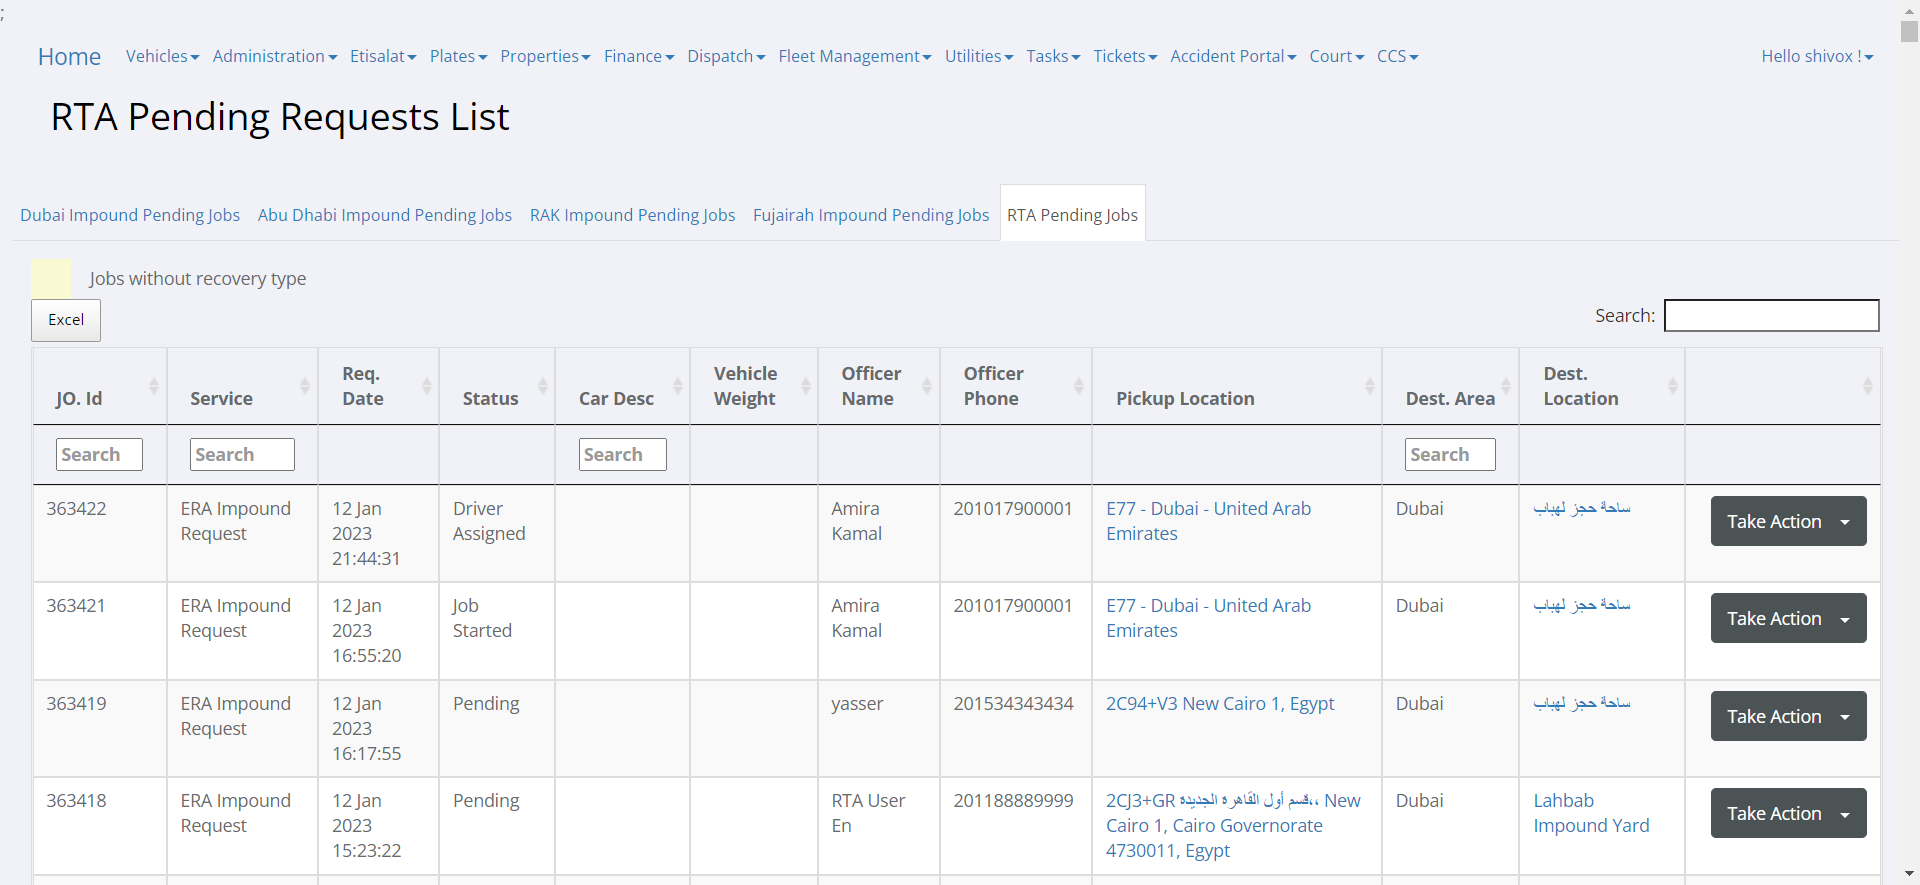 ;
Home Vehicles Administration Etisalat Plates Properties Finance Dispatch Fleet Management Utilities Tasks Tickets Accident Portal Court CCS Hello shivox !
RTA Pending Requests List
Dubai Impound Pending Jobs Abu Dhabi Impound Pending Jobs RAK Impound Pending Jobs Fujairah Impound Pending Jobs RTA Pending Jobs
Jobs without recovery type
Excel
Search:
JO. Id
Service
Req.
Date
Status
Car Desc
Vehicle
Weight
Officer
Name
Officer
Phone
Pickup Location
Dest. Area
Dest.
Location
Search Search Search Search
363422
ERA Impound
Request
12 Jan
2023
21:44:31
Driver
Assigned
Amira
Kamal
201017900001
E77 - Dubai - United Arab
Emirates
Dubai
ساحة حجز لهباب
Take Action
363421
ERA Impound
Request
12 Jan
2023
16:55:20
Job
Started
Amira
Kamal
201017900001
E77 - Dubai - United Arab
Emirates
Dubai
ساحة حجز لهباب
Take Action
363419
ERA Impound
Request
12 Jan
2023
16:17:55
Pending
yasser
201534343434
2C94+V3 New Cairo 1, Egypt
Dubai
ساحة حجز لهباب
Take Action
363418
ERA Impound
Request
12 Jan
2023
15:23:22
Pending
RTA User
En
201188889999
2CJ3+GR قسم أول القاهرة الجديدة،، New
Cairo 1, Cairo Governorate
4730011, Egypt
Dubai
Lahbab
Impound Yard
Take Action